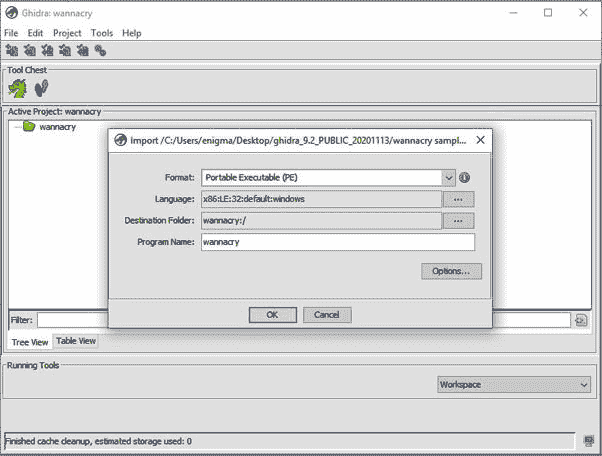 Ghidra: wannacry
File Edit Project Tools Help
Tool Chest
Active Project: wannacry
wannacry
Import /C:/Users/enigma/Desktop/ghidra_9.2_PUBLIC_20201113/wannacry sampl...
Format: Portable Executable (PE)
Language: x86:LE:32:default:windows ...
Destination Folder: wannacry:/ ...
Program Name: wannacry
Options...
OK Cancel
Filter:
Tree View Table View
Running Tools
Workspace
Finished cache cleanup, estimated storage used: 0